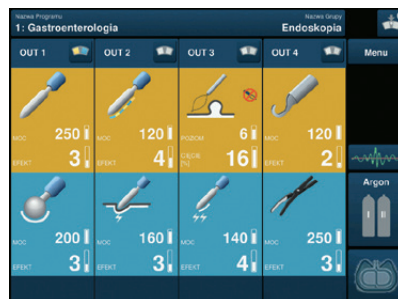 Nazwa Programu
Nazwa Grupy
1: Gastroenterologia
Endoskopia
OUT 1
OUT 2
OUT 3
OUT 4
Menu
MOC 250
MOC 120
POZIOM 6
MOC 120
EFEKT 3
EFEKT 4
CIĘCIE [%] 16
EFEKT 2
Argon
I II
MOC 200
MOC 160
MOC 140
MOC 250
EFEKT 3
EFEKT 3
EFEKT 4
EFEKT 3